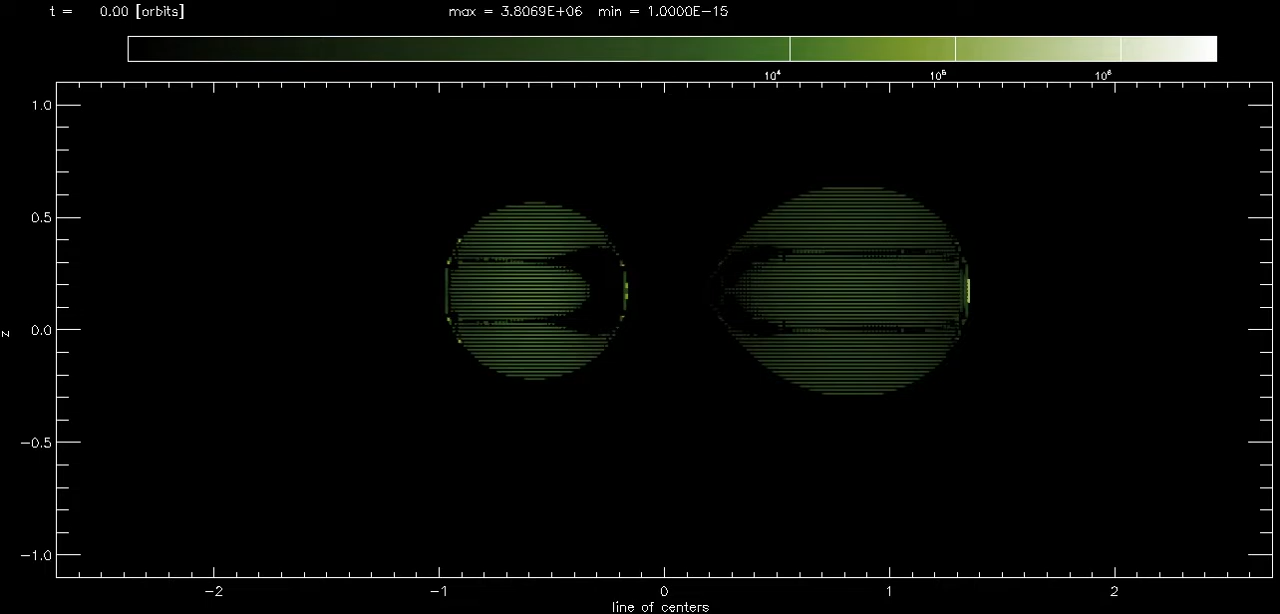 t = 0.00 [orbits] max = 3.8069E+06 min = 1.0000E-15
10⁴ 10⁵ 10⁶
1.0
0.5
0.0
-0.5
-1.0
z
-2 -1 0 1 2
line of centers